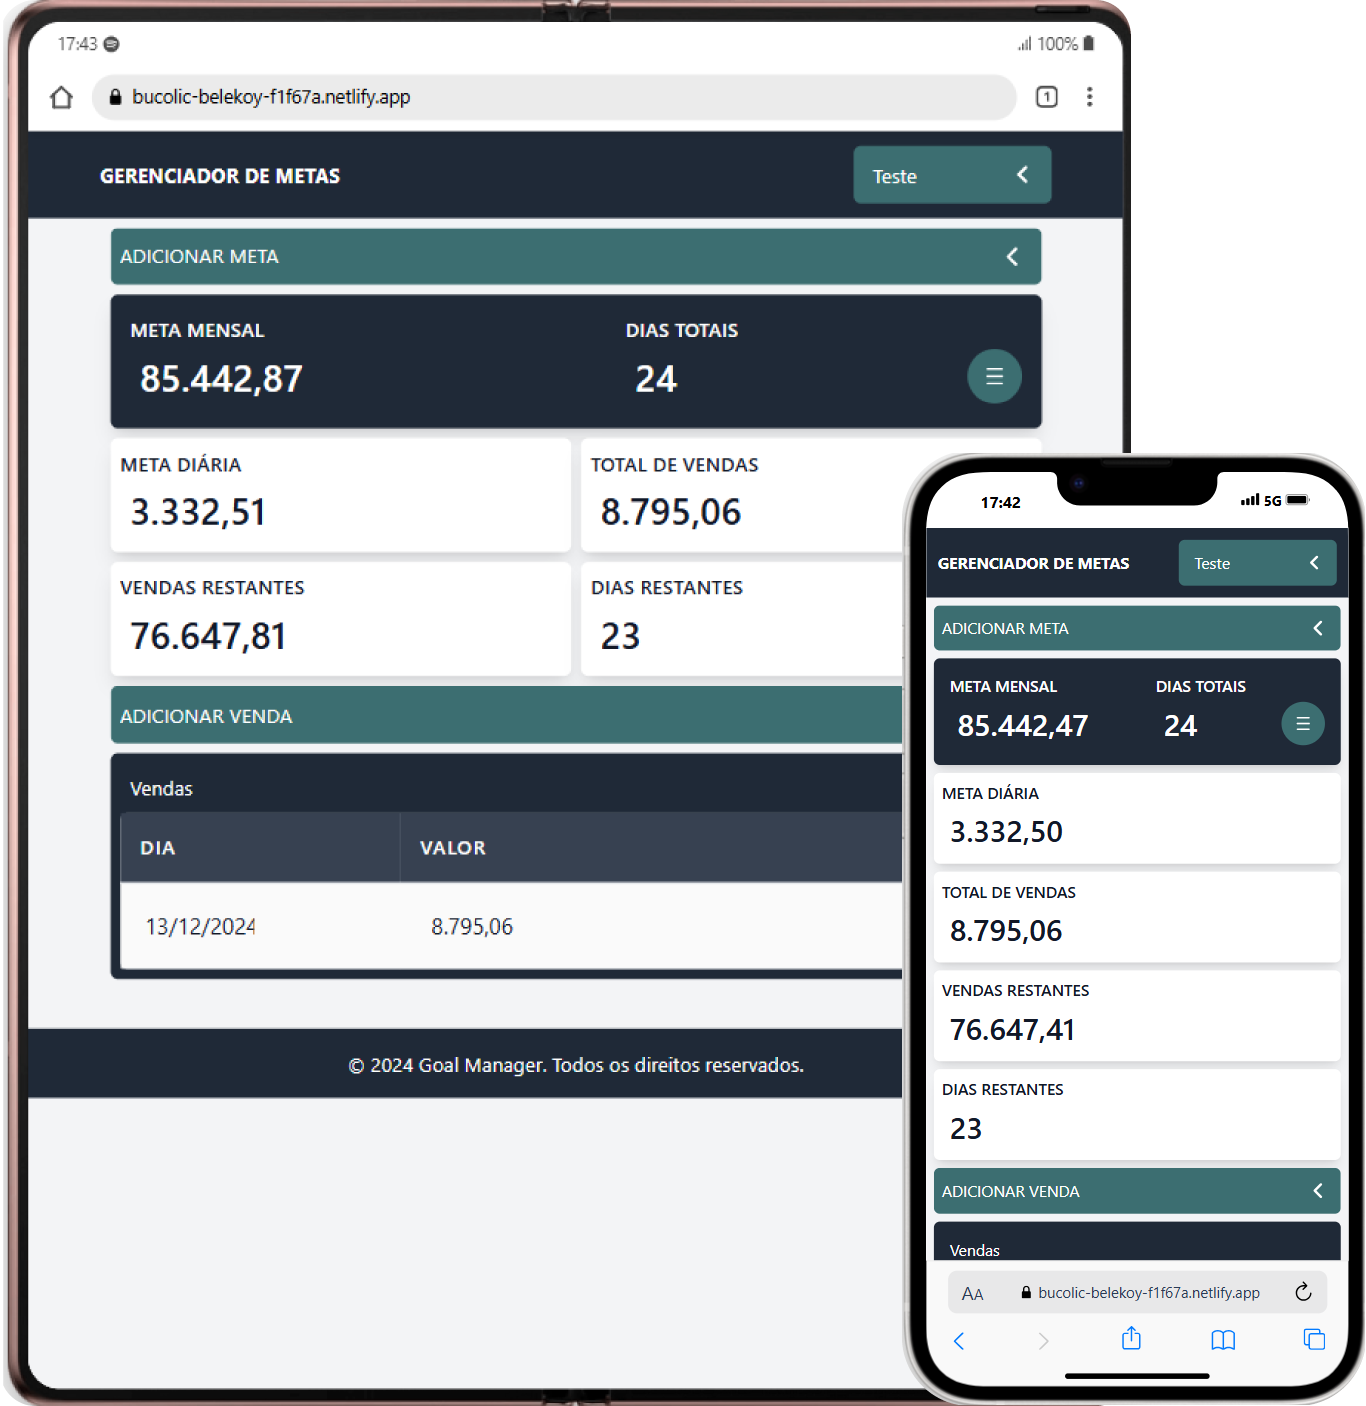 17:43
100%
bucolic-belekoy-f1f67a.netlify.app
1
GERENCIADOR DE METAS
Teste
ADICIONAR META
META MENSAL DIAS TOTAIS
85.442,87 24
META DIÁRIA TOTAL DE VENDAS
3.332,51 8.795,06
VENDAS RESTANTES DIAS RESTANTES
76.647,81 23
ADICIONAR VENDA
Vendas
DIA VALOR
13/12/2024 8.795,06
© 2024 Goal Manager. Todos os direitos reservados.
17:42
5G
GERENCIADOR DE METAS
Teste
ADICIONAR META
META MENSAL DIAS TOTAIS
85.442,47 24
META DIÁRIA
3.332,50
TOTAL DE VENDAS
8.795,06
VENDAS RESTANTES
76.647,41
DIAS RESTANTES
23
ADICIONAR VENDA
Vendas
AA bucolic-belekoy-f1f67a.netlify.app